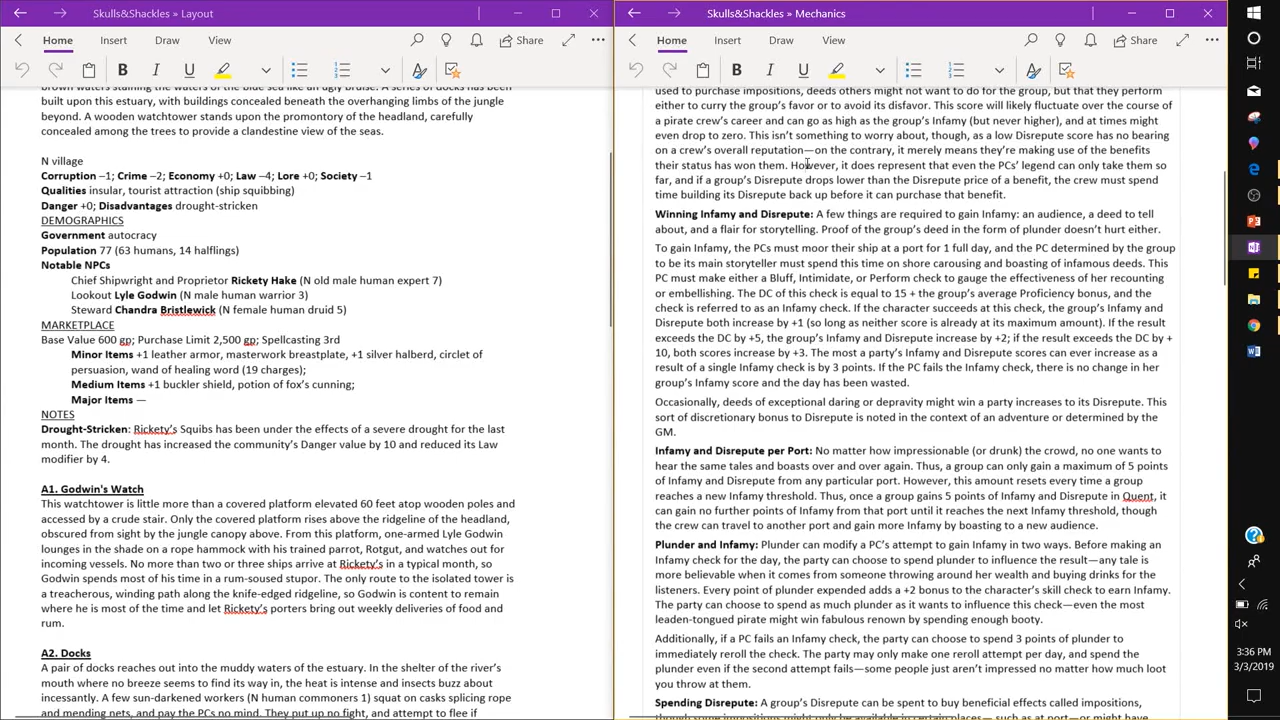 Skulls&Shackles » Layout
Home Insert Draw View Share
brown waters staining the waters of the blue sea like an ugly bruise. A series of docks has been
built upon this estuary, with buildings concealed beneath the overhanging limbs of the jungle
beyond. A wooden watchtower stands upon the promontory of the headland, carefully
concealed among the trees to provide a clandestine view of the sea.
N village
Corruption –1; Crime –2; Economy +0; Law –4; Lore +0; Society –1
Qualities insular, tourist attraction (ship squibbing)
Danger +0; Disadvantages drought-stricken
DEMOGRAPHICS
Government autocracy
Population 77 (63 humans, 14 halflings)
Notable NPCs
Chief Shipwright and Proprietor Rickety Hake (N old male human expert 7)
Lookout Lyle Godwin (N male human warrior 3)
Steward Chandra Bristlewick (N female human druid 5)
MARKETPLACE
Base Value 600 gp; Purchase Limit 2,500 gp; Spellcasting 3rd
Minor Items +1 leather armor, masterwork breastplate, +1 silver halberd, circlet of
persuasion, wand of healing word (19 charges);
Medium Items +1 buckler shield, potion of fox's cunning;
Major Items —
NOTES
Drought-Stricken: Rickety's Squibs has been under the effects of a severe drought for the last
month. The drought has increased the community's Danger value by 10 and reduced its Law
modifier by 4.
A1. Godwin's Watch
This watchtower is little more than a covered platform elevated 60 feet atop wooden poles and
accessed by a crude stair. Only the covered platform rises above the ridgeline of the headland,
obscured from sight by the jungle canopy above. From this platform, one-armed Lyle Godwin
lounges in the shade on a rope hammock with his trained parrot, Rotgut, and watches out for
incoming vessels. No more than two or three ships arrive at Rickety's in a typical month, so
Godwin spends most of his time in a rum-soused stupor. The only route to the isolated tower is
a treacherous, winding path along the knife-edged ridgeline, so Godwin is content to remain
where he is most of the time and let Rickety's porters bring out weekly deliveries of food and
rum.
A2. Docks
A pair of docks reaches out into the muddy waters of the estuary. In the shelter of the river's
mouth where no breeze seems to find its way in, the heat is intense and insects buzz about
incessantly. A few sun-darkened workers (N human commoners 1) squat on casks splicing rope
and mending nets, and pay the PCs no mind. They put up no fight, and attempt to flee if
Skulls&Shackles » Mechanics
Home Insert Draw View Share
used to purchase impositions, deeds others might not want to do for the group, but that they perform
either to curry the group's favor or to avoid its disfavor. This score will likely fluctuate over the course of
a pirate crew's career and can go as high as the group's Infamy (but never higher), and at times might
even drop to zero. This isn't something to worry about, though, as a low Disrepute score has no bearing
on a crew's overall reputation—on the contrary, it merely means they're making use of the benefits
their status has won them. However, it does represent that even the PCs' legend can only take them so
far, and if a group's Disrepute drops lower than the Disrepute price of a benefit, the crew must spend
time building its Disrepute back up before it can purchase that benefit.
Winning Infamy and Disrepute: A few things are required to gain Infamy: an audience, a deed to tell
about, and a flair for storytelling. Proof of the group's deed in the form of plunder doesn't hurt either.
To gain Infamy, the PCs must moor their ship at a port for 1 full day, and the PC determined by the group
to be its main storyteller must spend this time on shore carousing and boasting of infamous deeds. This
PC must make either a Bluff, Intimidate, or Perform check to gauge the effectiveness of her recounting
or embellishing. The DC of this check is equal to 15 + the group's average Proficiency bonus, and the
check is referred to as an Infamy check. If the character succeeds at this check, the group's Infamy and
Disrepute both increase by +1 (so long as neither score is already at its maximum amount). If the result
exceeds the DC by +5, the group's Infamy and Disrepute increase by +2; if the result exceeds the DC by +
10, both scores increase by +3. The most a party's Infamy and Disrepute scores can ever increase as a
result of a single Infamy check is by 3 points. If the PC fails the Infamy check, there is no change in her
group's Infamy score and the day has been wasted.
Occasionally, deeds of exceptional daring or depravity might win a party increases to its Disrepute. This
sort of discretionary bonus to Disrepute is noted in the context of an adventure or determined by the
GM.
Infamy and Disrepute per Port: No matter how impressionable (or drunk) the crowd, no one wants to
hear the same tales and boasts over and over again. Thus, a group can only gain a maximum of 5 points
of Infamy and Disrepute from any particular port. However, this amount resets every time a group
reaches a new Infamy threshold. Thus, once a group gains 5 points of Infamy and Disrepute in Quent, it
can gain no further points of Infamy from that port until it reaches the next Infamy threshold, though
the crew can travel to another port and gain more Infamy by boasting to a new audience.
Plunder and Infamy: Plunder can modify a PC's attempt to gain Infamy in two ways. Before making an
Infamy check for the day, the party can choose to spend plunder to influence the result—any tale is
more believable when it comes from someone throwing around her wealth and buying drinks for the
listeners. Every point of plunder expended adds a +2 bonus to the character's skill check to earn Infamy.
The party can choose to spend as much plunder as it wants to influence this check—even the most
leaden-tongued pirate might win fabulous renown by spending enough booty.
Additionally, if a PC fails an Infamy check, the party can choose to spend 3 points of plunder to
immediately reroll the check. The party may only make one reroll attempt per day, and spend the
plunder even if the second attempt fails—some people just aren't impressed no matter how much loot
you throw at them.
Spending Disrepute: A group's Disrepute can be spent to buy beneficial effects called impositions,
though some impositions might only be available in certain places— such as at port—or might have
3:36 PM
3/3/2019